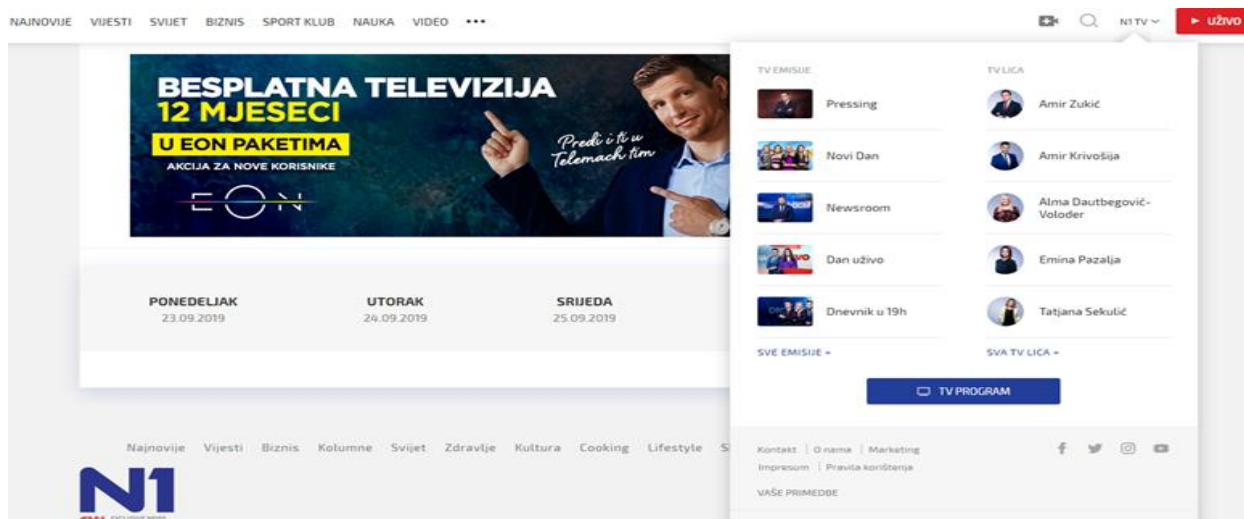 NAJNOVIJE VIJESTI SVIJET BIZNIS SPORT KLUB NAUKA VIDEO •••
N1 TV
UŽIVO
BESPLATNA TELEVIZIJA
12 MJESECI
U EON PAKETIMA
AKCIJA ZA NOVE KORISNIKE
EON
Pređi i ti u
Telemach tim
PONEDELJAK UTORAK SRIJEDA
23.09.2019 24.09.2019 25.09.2019
Najnovije Vijesti Biznis Kolumne Svijet Zdravlje Kultura Cooking Lifestyle
N1
TV EMISIJE
Pressing
Novi Dan
Newsroom
Dan uživo
Dnevnik u 19h
SVE EMISIJE
TV LICA
Amir Zukić
Amir Krivošija
Alma Dautbegović-
Voloder
Emina Pazalja
Tatjana Sekulić
SVA TV LICA
TV PROGRAM
Kontakt | O nama | Marketing
Impresum | Pravila korištenja
VAŠE PRIMEDBE